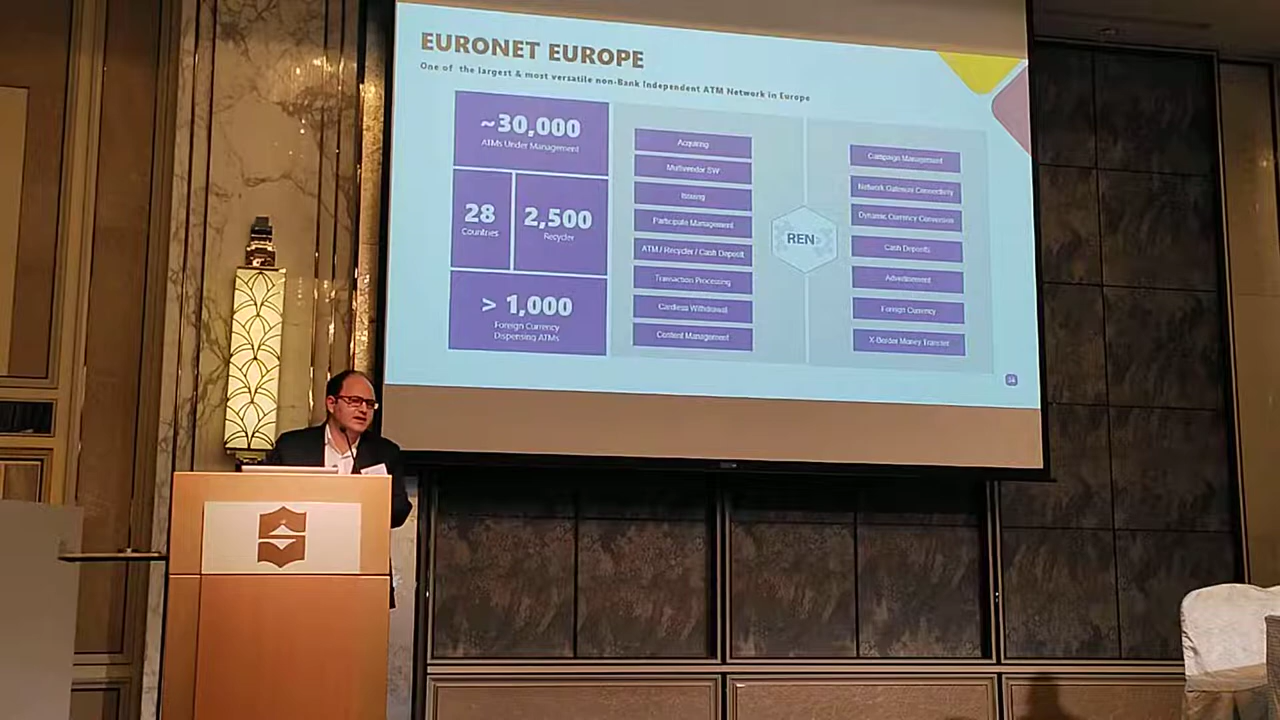 EURONET EUROPE
One of the largest & most versatile non-Bank Independent ATM Network in Europe
~30,000
ATMs Under Management
28
Countries
2,500
Recycler
> 1,000
Foreign Currency
Dispensing ATMs
Acquiring
Multivendor SW
Issuing
Participate Management
ATM / Recycler / Cash Deposit
Transaction Processing
Cardless Withdrawal
Content Management
REN
Campaign Management
Network Gateway Connectivity
Dynamic Currency Conversion
Cash Deposits
Advertisement
Foreign Currency
X-Border Money Transfer
24